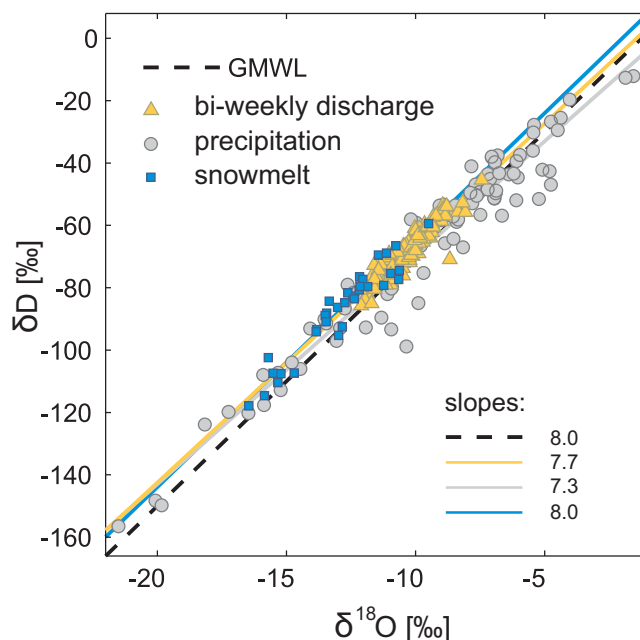 0
-20
-40
-60
-80
-100
-120
-140
-160
δD [‰]
GMWL
bi-weekly discharge
precipitation
snowmelt
slopes:
8.0
7.7
7.3
8.0
-20 -15 -10 -5
δ¹⁸O [‰]